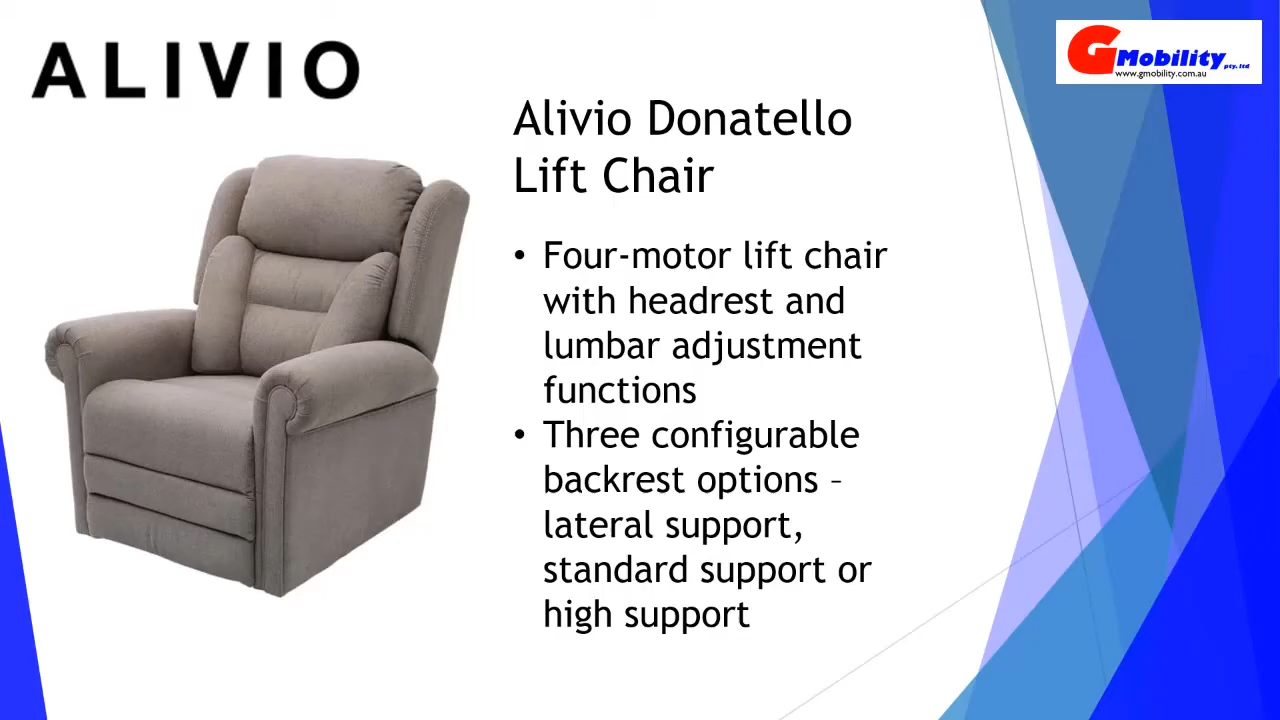 ALIVIO
GMobility pty. ltd
www.gmobility.com.au
Alivio Donatello
Lift Chair
• Four-motor lift chair
with headrest and
lumbar adjustment
functions
• Three configurable
backrest options –
lateral support,
standard support or
high support